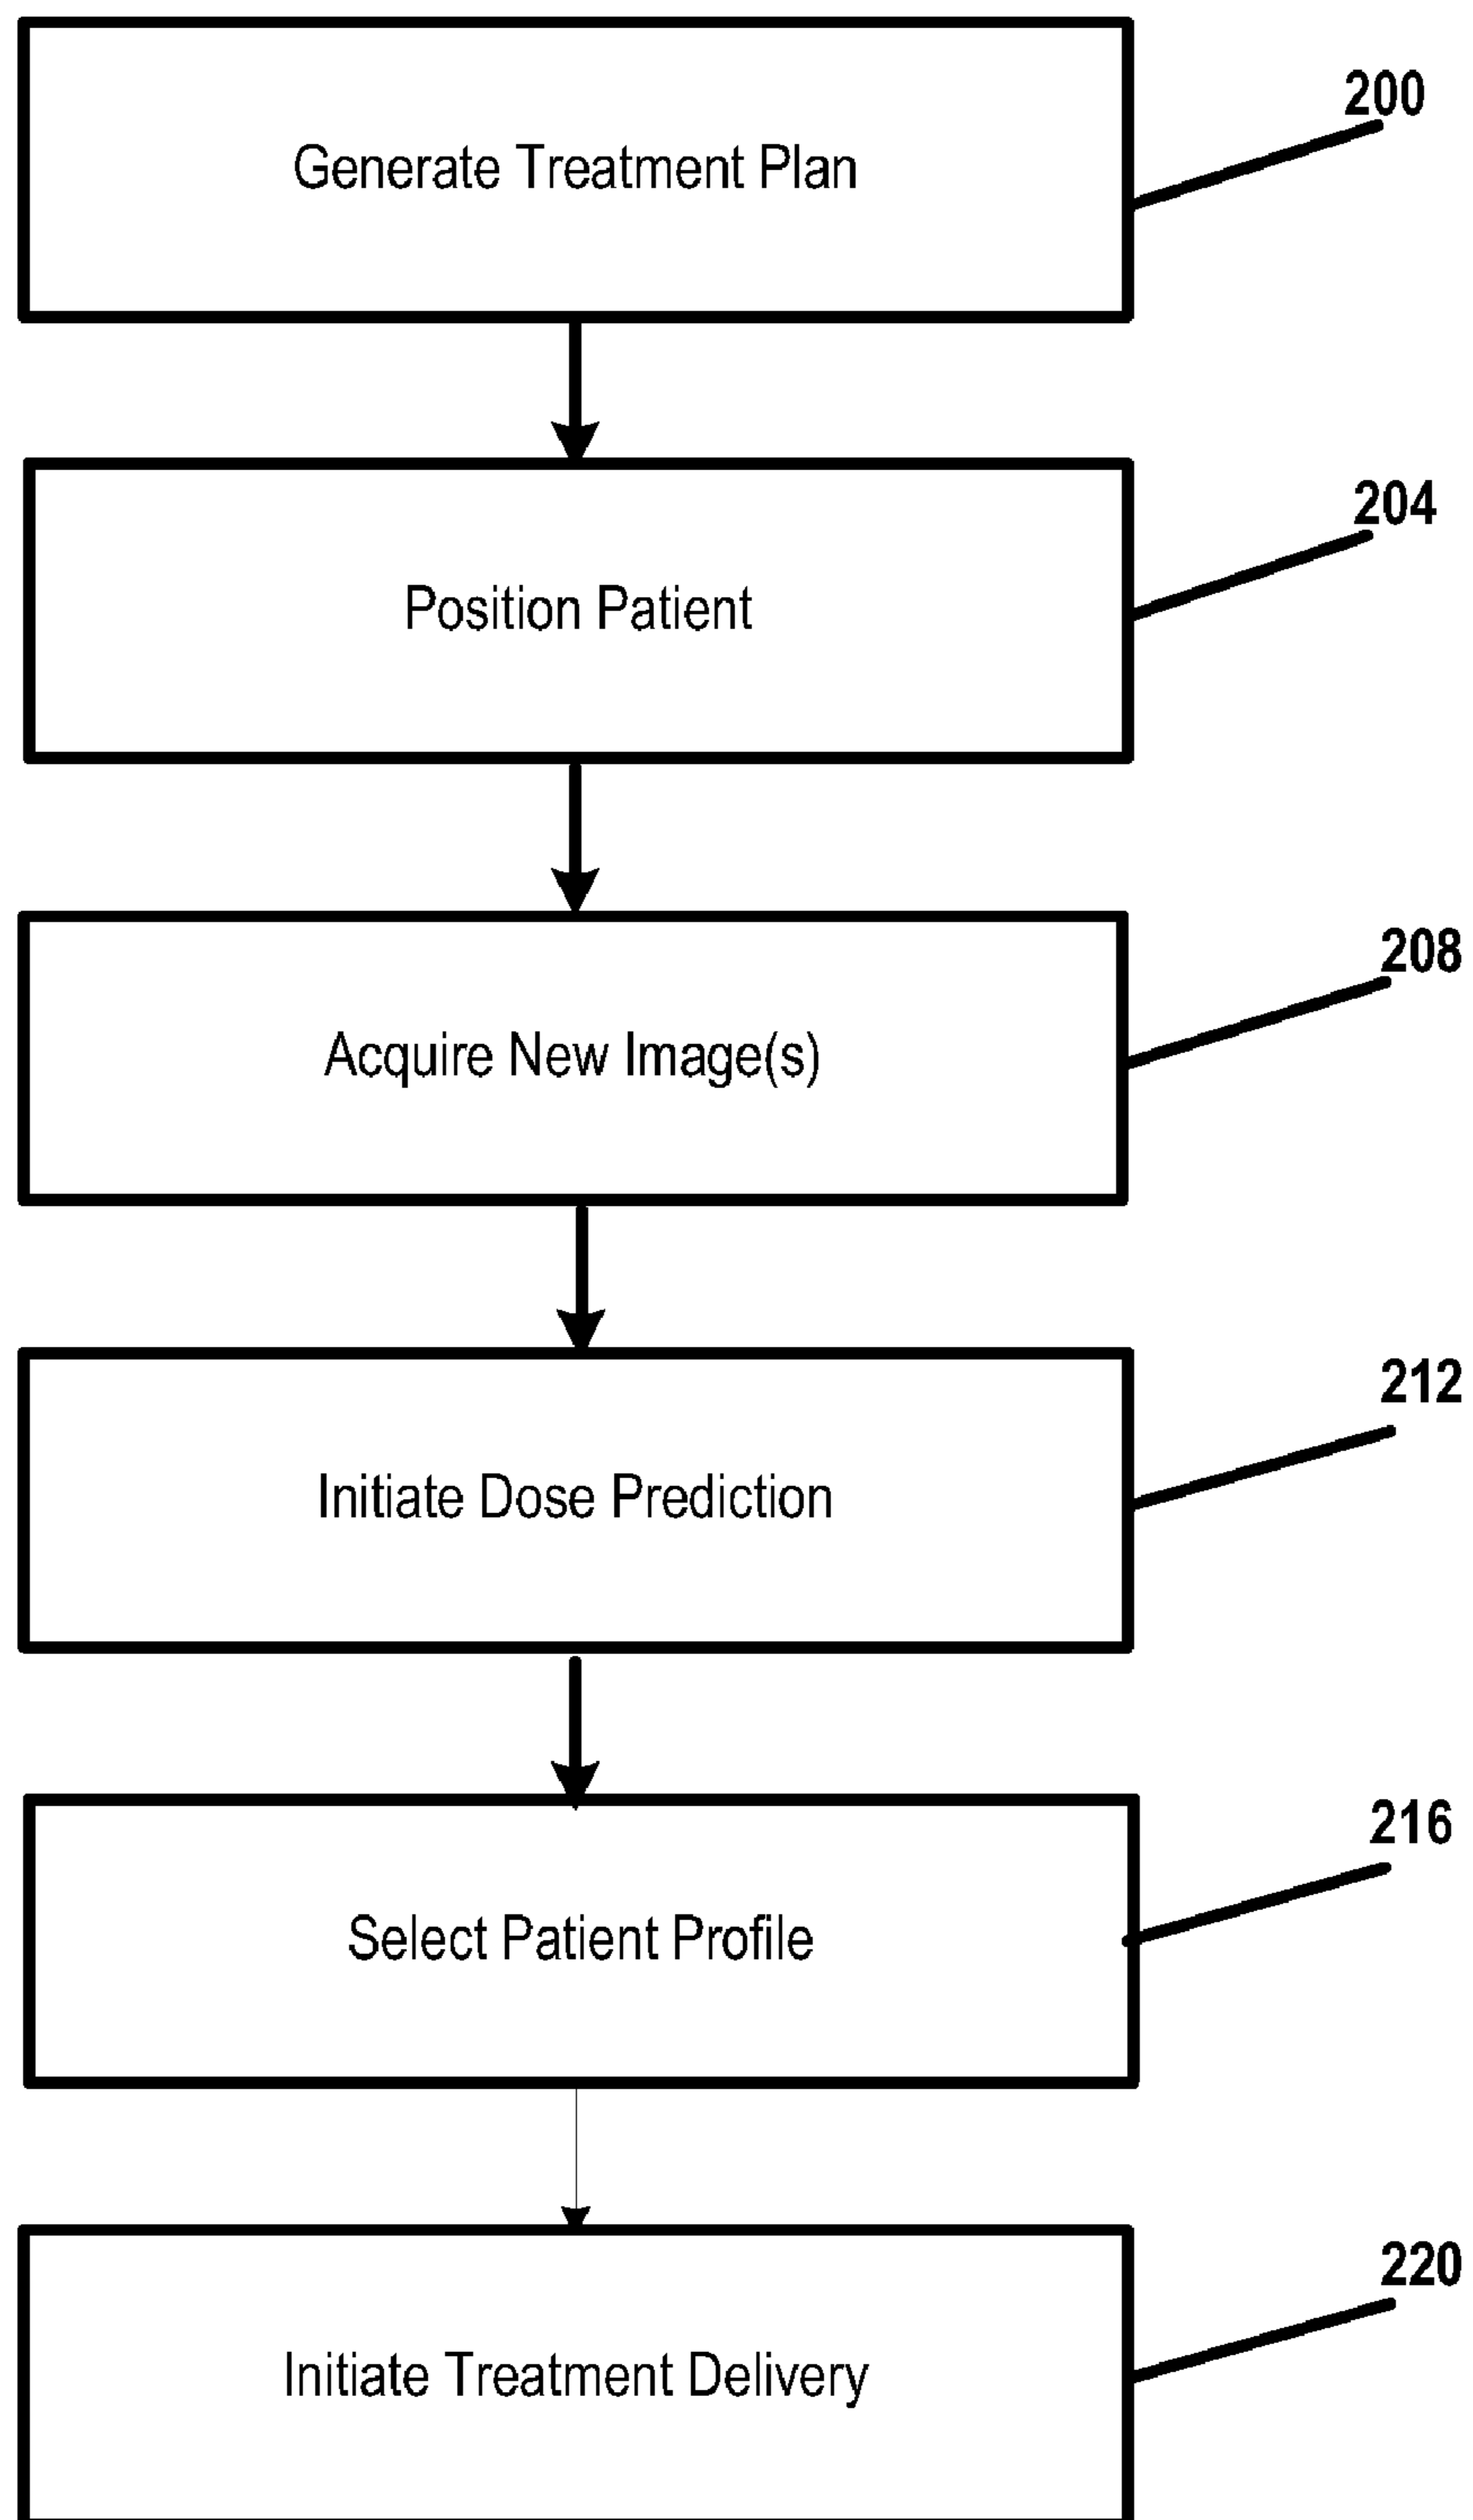 200
Generate Treatment Plan
204
Position Patient
208
Acquire New Image(s)
212
Initiate Dose Prediction
216
Select Patient Profile
220
Initiate Treatment Delivery